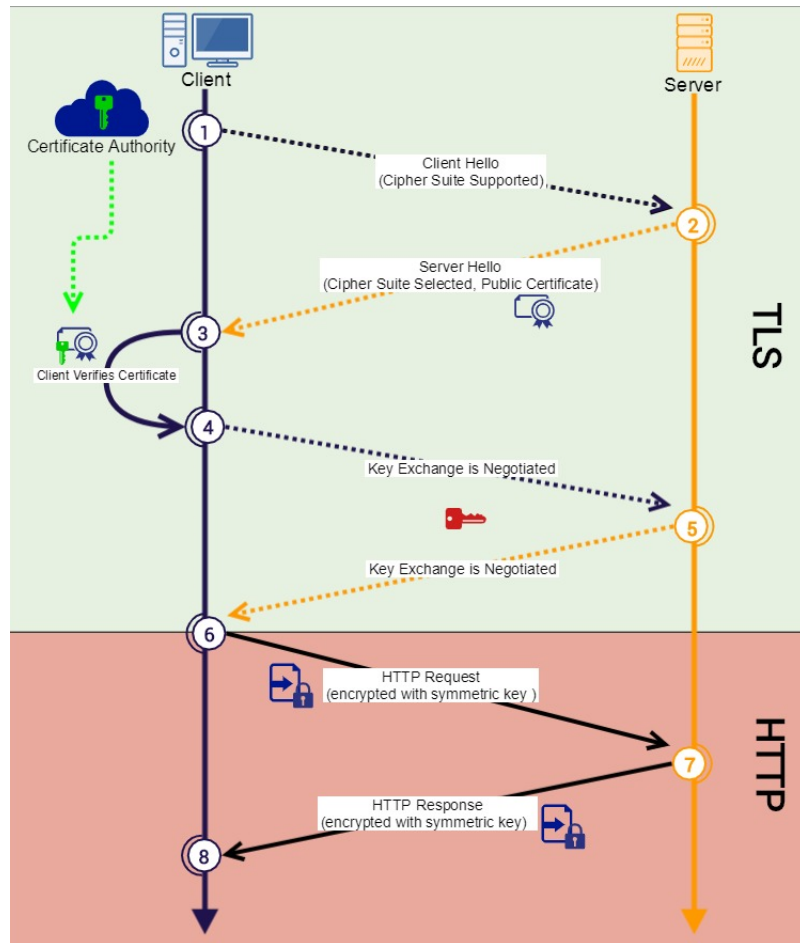 Client
Server
Certificate Authority
1
Client Hello
(Cipher Suite Supported)
2
Server Hello
(Cipher Suite Selected, Public Certificate)
TLS
3
Client Verifies Certificate
4
Key Exchange is Negotiated
5
Key Exchange is Negotiated
6
HTTP Request
(encrypted with symmetric key )
HTTP
7
HTTP Response
(encrypted with symmetric key)
8